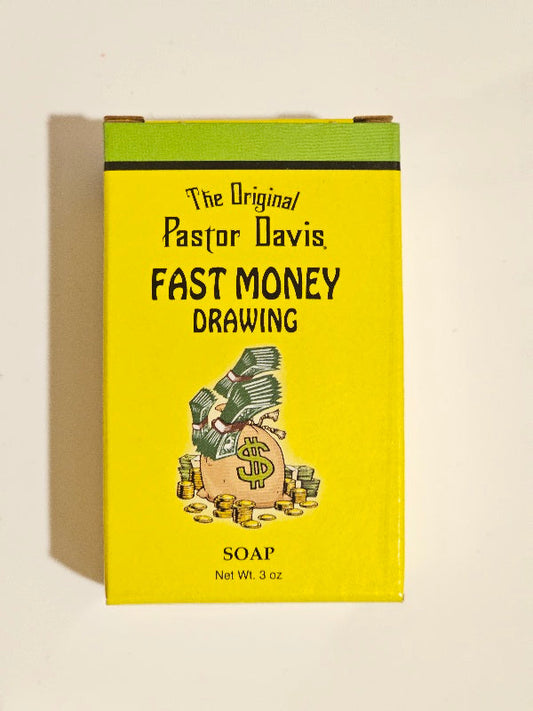 The Original
Pastor Davis
FAST MONEY
DRAWING
$
SOAP
Net Wt. 3 oz